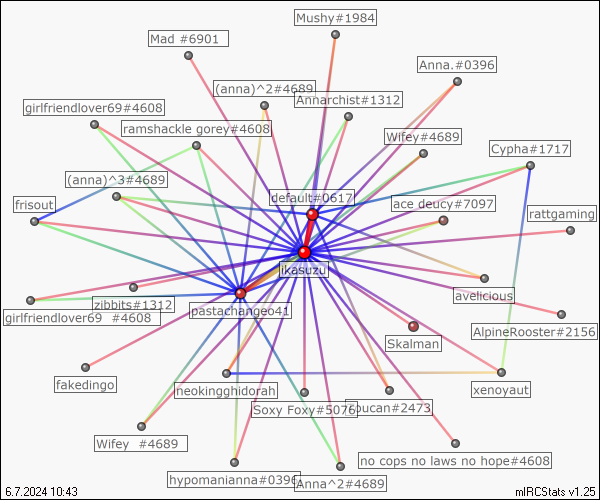 Mushy#1984
Mad #6901
Anna.#0396
(anna)^2#4689
Annarchist#1312
girlfriendlover69#4608
ramshackle gorey#4608
Wifey#4689
Cypha#1717
(anna)^3#4689
default#0617
ace deucy#7097
frisout
rattgaming
ikasuzu
zibbits#1312
pastachangeo41
avelicious
girlfriendlover69 #4608
AlpineRooster#2156
Skalman
fakedingo
neokingghidorah
xenoyaut
Soxy Foxy#5076
oucan#2473
Wifey #4689
no cops no laws no hope#4608
hypomanianna#0396
Anna^2#4689
6.7.2024 10:43
mIRCStats v1.25